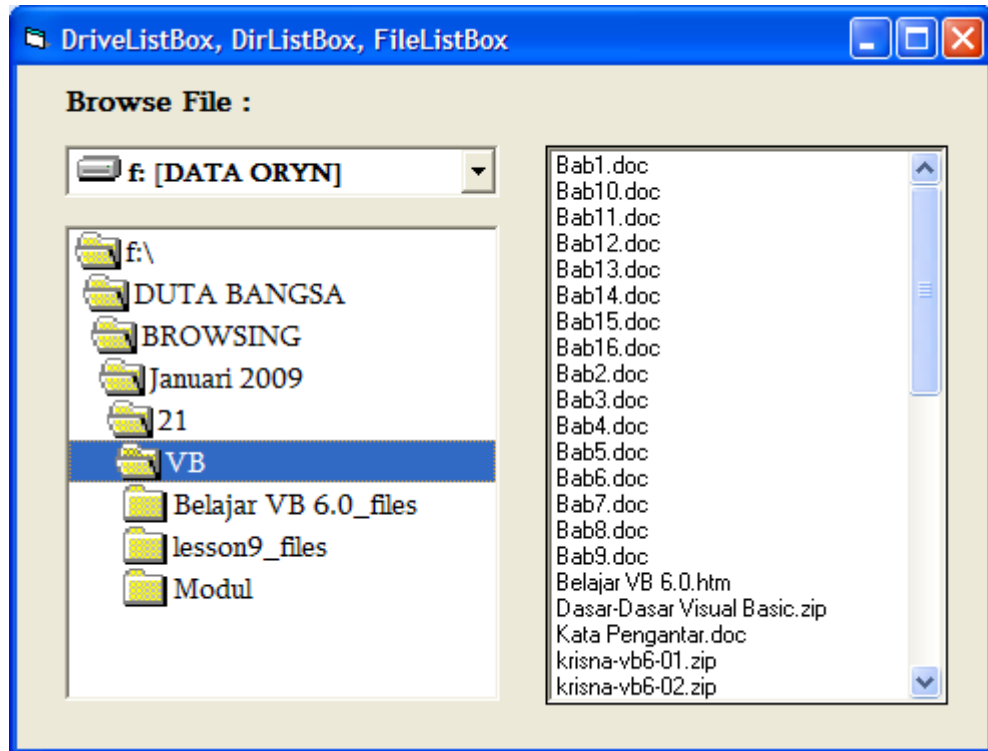 DriveListBox, DirListBox, FileListBox
Browse File :
f: [DATA ORYN]
f:\
DUTA BANGSA
BROWSING
Januari 2009
21
VB
Belajar VB 6.0_files
lesson9_files
Modul
Bab1.doc
Bab10.doc
Bab11.doc
Bab12.doc
Bab13.doc
Bab14.doc
Bab15.doc
Bab16.doc
Bab2.doc
Bab3.doc
Bab4.doc
Bab5.doc
Bab6.doc
Bab7.doc
Bab8.doc
Bab9.doc
Belajar VB 6.0.htm
Dasar-Dasar Visual Basic.zip
Kata Pengantar.doc
krisna-vb6-01.zip
krisna-vb6-02.zip